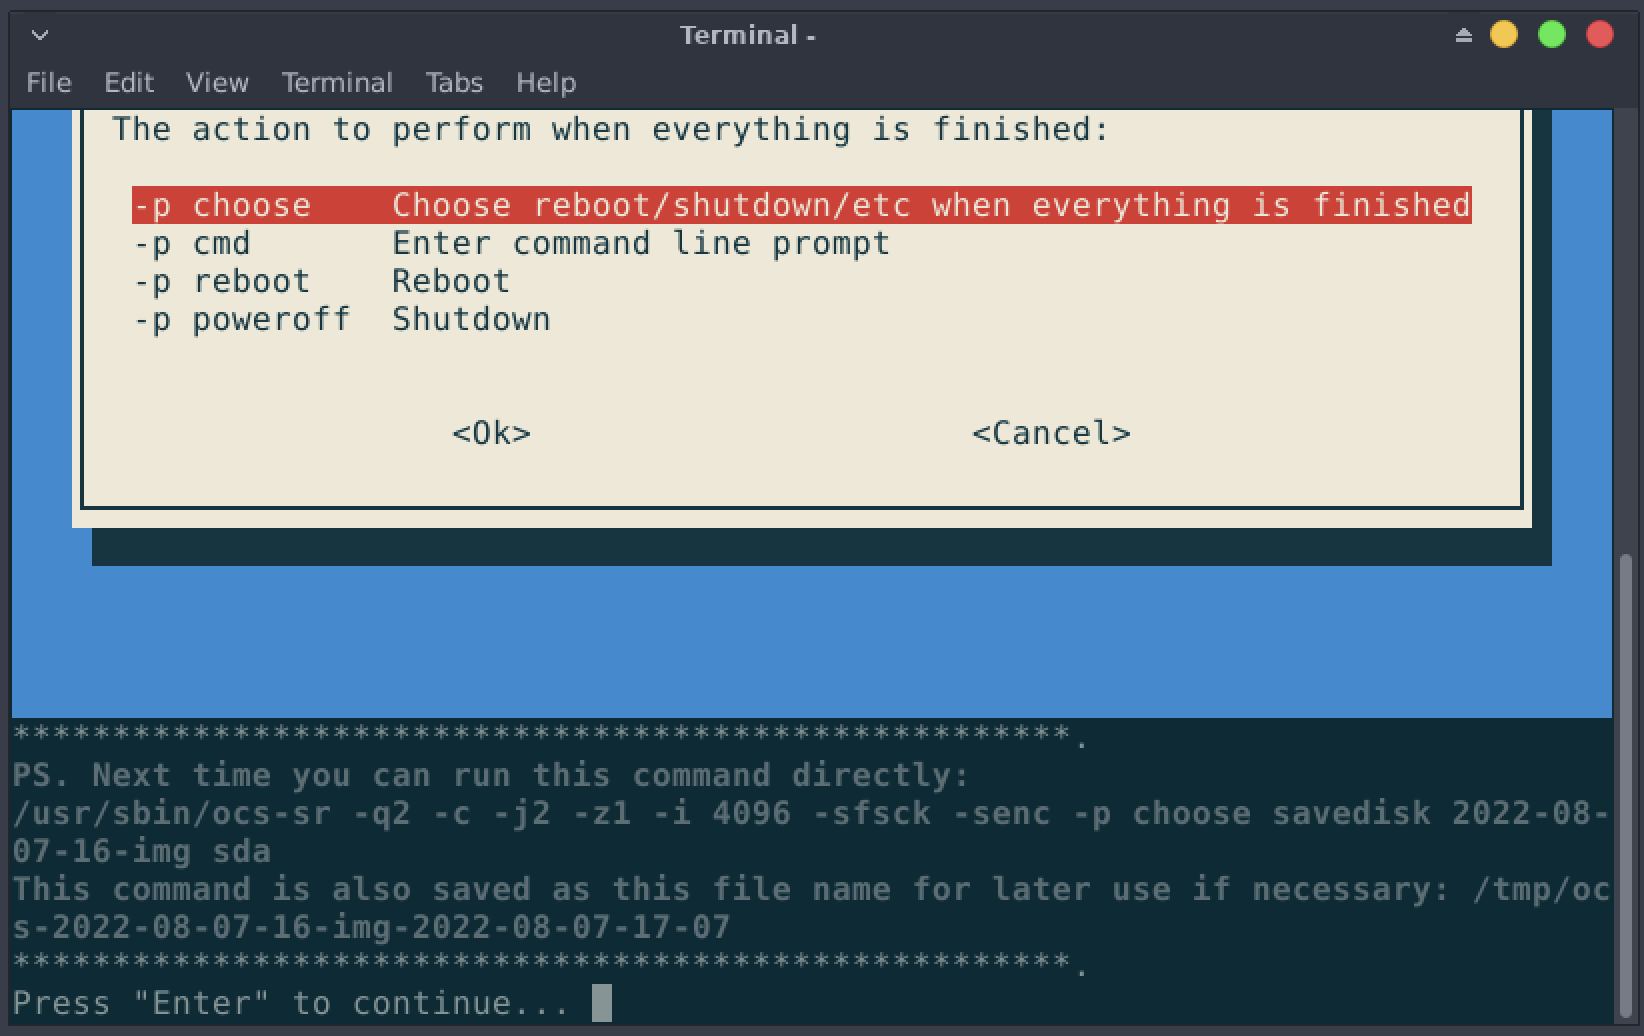 Terminal -
File Edit View Terminal Tabs Help
The action to perform when everything is finished:
-p choose    Choose reboot/shutdown/etc when everything is finished
-p cmd       Enter command line prompt
-p reboot    Reboot
-p poweroff  Shutdown
<Ok>                      <Cancel>
*****************************************************.
PS. Next time you can run this command directly:
/usr/sbin/ocs-sr -q2 -c -j2 -z1 -i 4096 -sfsck -senc -p choose savedisk 2022-08-
07-16-img sda
This command is also saved as this file name for later use if necessary: /tmp/oc
s-2022-08-07-16-img-2022-08-07-17-07
*****************************************************.
Press "Enter" to continue...